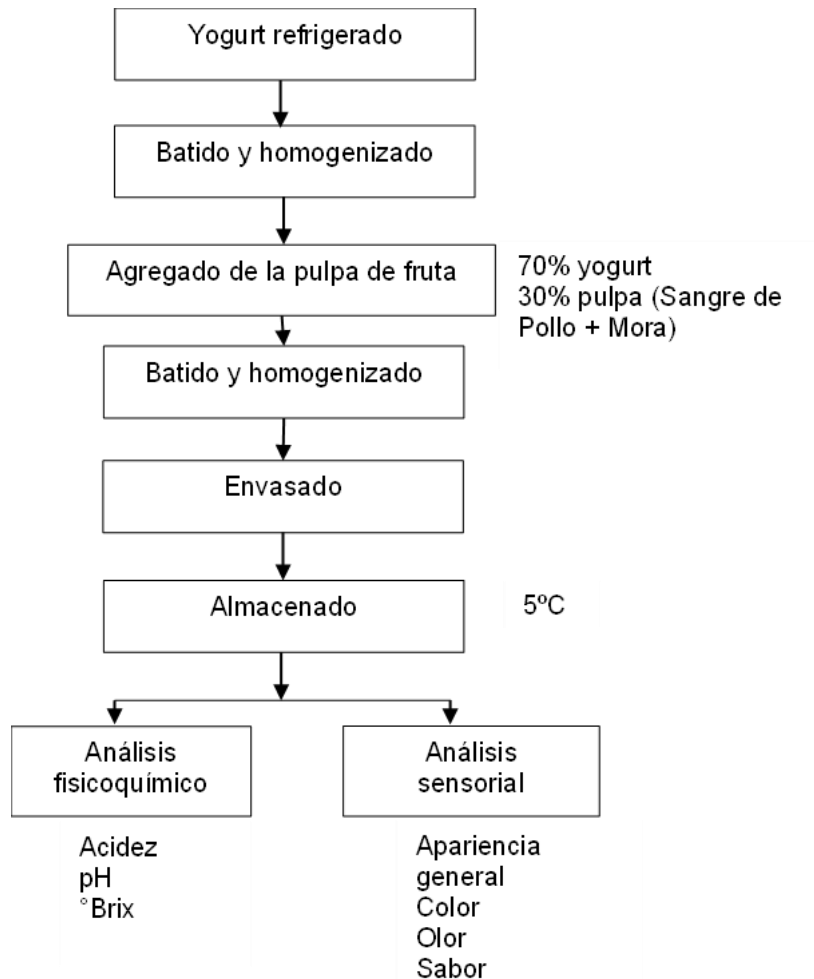 Yogurt refrigerado
Batido y homogenizado
Agregado de la pulpa de fruta
70% yogurt
30% pulpa (Sangre de
Pollo + Mora)
Batido y homogenizado
Envasado
Almacenado
5ºC
Análisis
fisicoquímico
Acidez
pH
°Brix
Análisis
sensorial
Apariencia
general
Color
Olor
Sabor